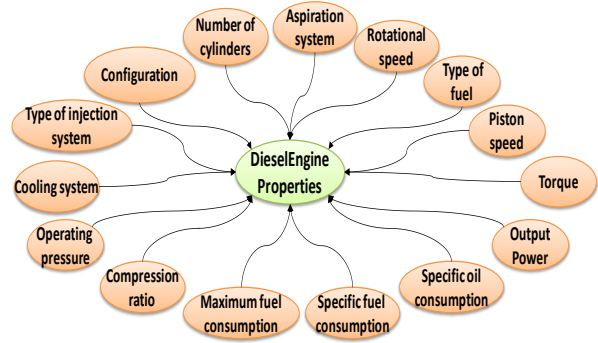 Aspiration
system
Number of
cylinders
Rotational
speed
Configuration
Type of
fuel
Type of injection
system
Piston
speed
DieselEngine
Properties
Cooling system
Torque
Operating
pressure
Output
Power
Compression
ratio
Specific oil
consumption
Maximum fuel
consumption
Specific fuel
consumption